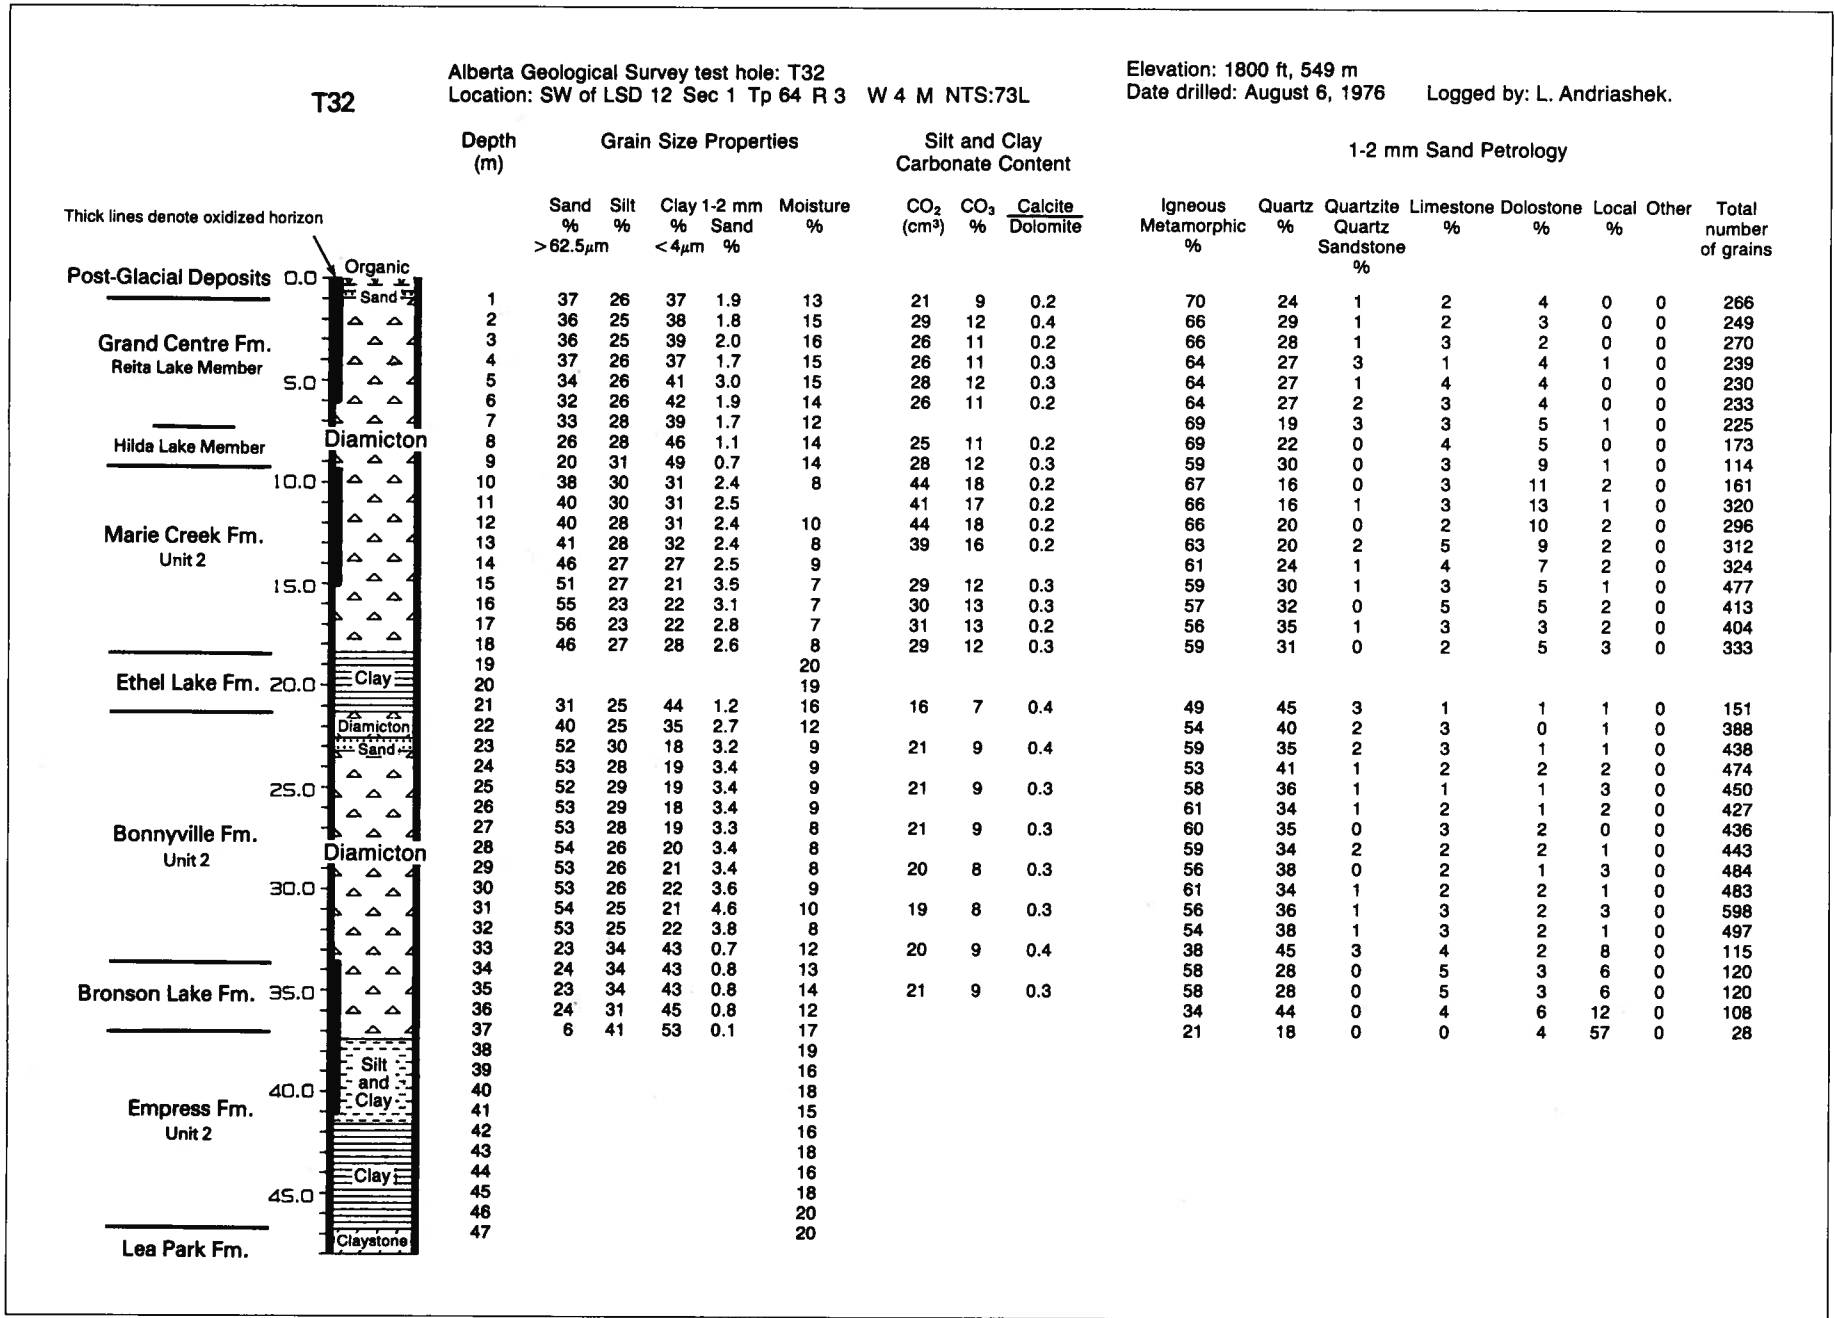 T32
Alberta Geological Survey test hole: T32
Location: SW of LSD 12 Sec 1 Tp 64 R 3 W 4 M NTS:73L
Elevation: 1800 ft, 549 m
Date drilled: August 6, 1976 Logged by: L. Andriashek.
Depth (m)
Grain Size Properties
Silt and Clay Carbonate Content
1-2 mm Sand Petrology
Sand % >62.5μm
Silt %
Clay % <4μm
1-2 mm Sand %
Moisture %
CO₂ (cm³)
CO₃ %
Calcite Dolomite
Igneous Metamorphic %
Quartz %
Quartzite Quartz Sandstone %
Limestone %
Dolostone %
Local %
Other
Total number of grains
Thick lines denote oxidized horizon
Post-Glacial Deposits 0.0
Organic
Sand
Grand Centre Fm.
Reita Lake Member
5.0
Hilda Lake Member
Diamicton
10.0
Marie Creek Fm.
Unit 2
15.0
Ethel Lake Fm. 20.0
Clay
Diamicton
Sand
25.0
Bonnyville Fm.
Unit 2
Diamicton
30.0
Bronson Lake Fm. 35.0
Silt
and
Clay
40.0
Empress Fm.
Unit 2
Clay
45.0
Lea Park Fm.
Claystone
1 37 26 37 1.9 13 21 9 0.2 70 24 1 2 4 0 0 266
2 36 25 38 1.8 15 29 12 0.4 66 29 1 2 3 0 0 249
3 36 25 39 2.0 16 26 11 0.2 66 28 1 3 2 0 0 270
4 37 26 37 1.7 15 26 11 0.3 64 27 3 1 4 1 0 239
5 34 26 41 3.0 15 28 12 0.3 64 27 1 4 4 0 0 230
6 32 26 42 1.9 14 26 11 0.2 64 27 2 3 4 0 0 233
7 33 28 39 1.7 12 69 19 3 3 5 1 0 225
8 26 28 46 1.1 14 25 11 0.2 69 22 0 4 5 0 0 173
9 20 31 49 0.7 14 28 12 0.3 59 30 0 3 9 1 0 114
10 38 30 31 2.4 8 44 18 0.2 67 16 0 3 11 2 0 161
11 40 30 31 2.5 41 17 0.2 66 16 1 3 13 1 0 320
12 40 28 31 2.4 10 44 18 0.2 66 20 0 2 10 2 0 296
13 41 28 32 2.4 8 39 16 0.2 63 20 2 5 9 2 0 312
14 46 27 27 2.5 9 61 24 1 4 7 2 0 324
15 51 27 21 3.6 7 29 12 0.3 59 30 1 3 5 1 0 477
16 55 23 22 3.1 7 30 13 0.3 57 32 0 5 5 2 0 413
17 56 23 22 2.8 7 31 13 0.2 56 35 1 3 3 2 0 404
18 46 27 28 2.6 8 29 12 0.3 59 31 0 2 5 3 0 333
19 20
20 19
21 31 25 44 1.2 16 16 7 0.4 49 45 3 1 1 1 0 151
22 40 25 35 2.7 12 54 40 2 3 0 1 0 388
23 52 30 18 3.2 9 21 9 0.4 59 35 2 3 1 1 0 438
24 53 28 19 3.4 9 53 41 1 2 2 2 0 474
25 52 29 19 3.4 9 21 9 0.3 58 36 1 1 1 3 0 450
26 53 29 18 3.4 9 61 34 1 2 1 2 0 427
27 53 28 19 3.3 8 21 9 0.3 60 35 0 3 2 0 0 436
28 54 26 20 3.4 8 59 34 2 2 2 1 0 443
29 53 26 21 3.4 8 20 8 0.3 56 38 0 2 1 3 0 484
30 53 26 22 3.6 9 61 34 1 2 2 1 0 483
31 54 25 21 4.6 10 19 8 0.3 56 36 1 3 2 3 0 598
32 53 25 22 3.8 8 54 38 1 3 2 1 0 497
33 23 34 43 0.7 12 20 9 0.4 38 45 3 4 2 8 0 115
34 24 34 43 0.8 13 58 28 0 5 3 6 0 120
35 23 34 43 0.8 14 21 9 0.3 58 28 0 5 3 6 0 120
36 24 31 45 0.8 12 34 44 0 4 6 12 0 108
37 6 41 53 0.1 17 21 18 0 0 4 57 0 28
38 19
39 16
40 18
41 15
42 16
43 18
44 16
45 18
46 20
47 20